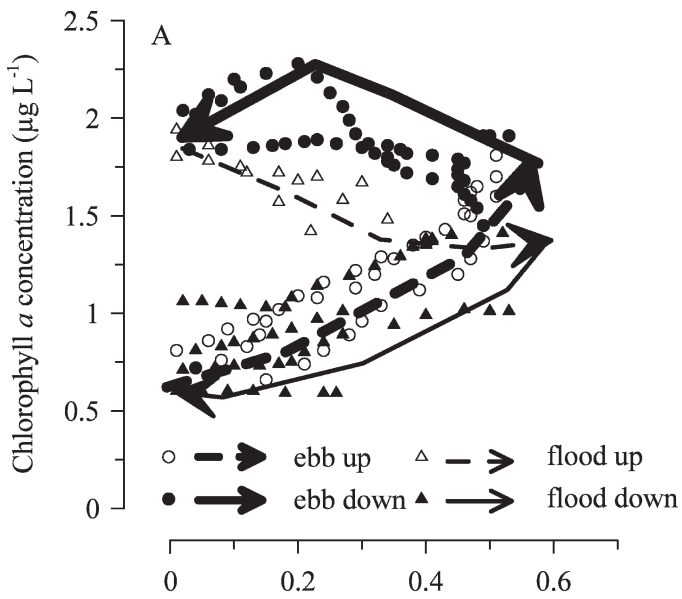 A
Chlorophyll a concentration (µg L⁻¹)
2.5
2
1.5
1
0.5
0
ebb up
flood up
ebb down
flood down
0 0.2 0.4 0.6